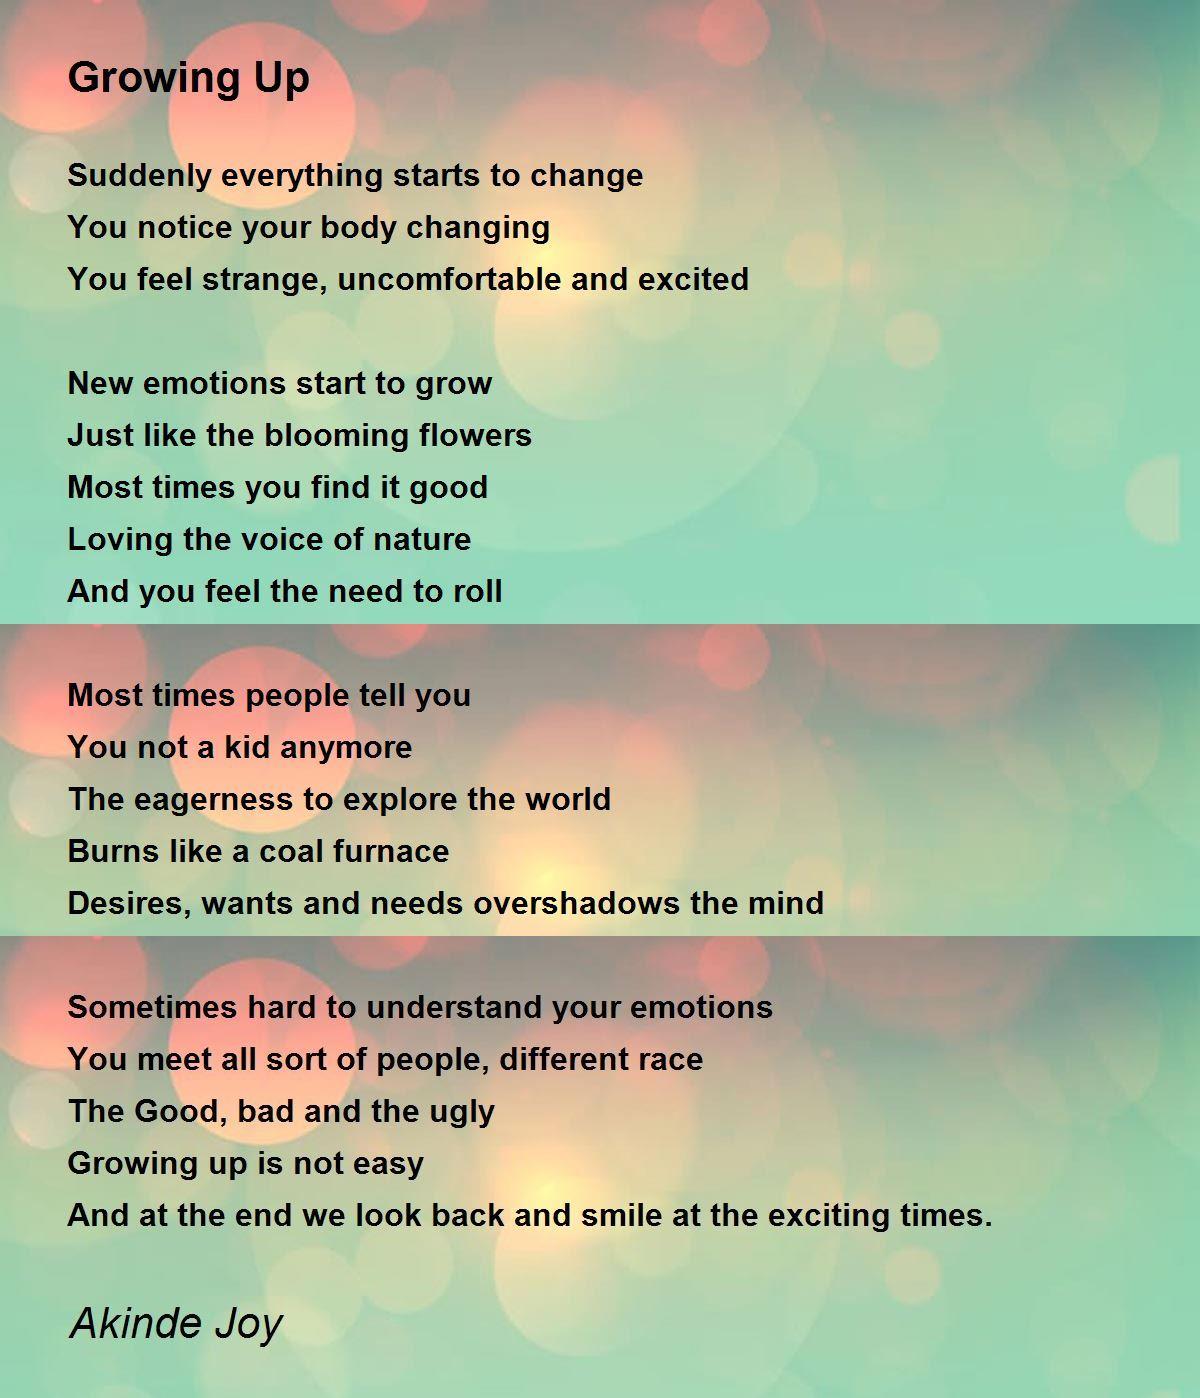 Growing Up
Suddenly everything starts to change
You notice your body changing
You feel strange, uncomfortable and excited
New emotions start to grow
Just like the blooming flowers
Most times you find it good
Loving the voice of nature
And you feel the need to roll
Most times people tell you
You not a kid anymore
The eagerness to explore the world
Burns like a coal furnace
Desires, wants and needs overshadows the mind
Sometimes hard to understand your emotions
You meet all sort of people, different race
The Good, bad and the ugly
Growing up is not easy
And at the end we look back and smile at the exciting times.
Akinde Joy